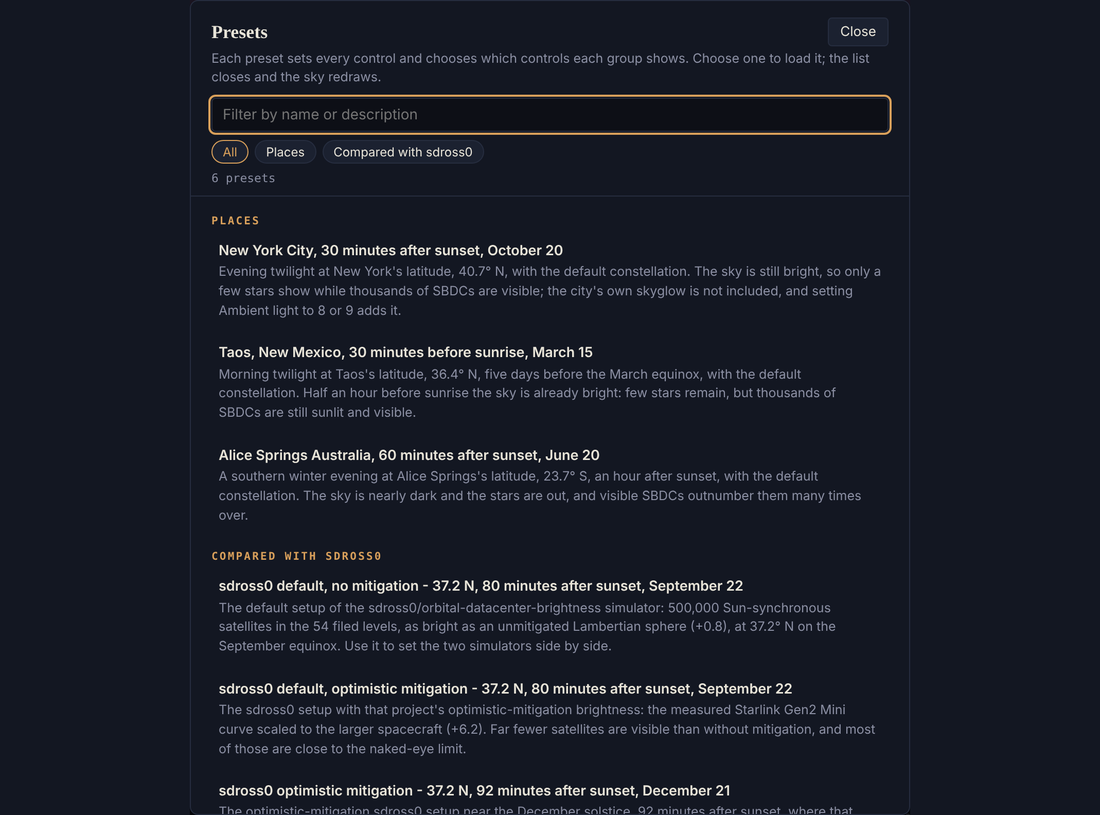 Presets
Close
Each preset sets every control and chooses which controls each group shows. Choose one to load it; the list
closes and the sky redraws.
Filter by name or description
All
Places
Compared with sdross0
6 presets
PLACES
New York City, 30 minutes after sunset, October 20
Evening twilight at New York's latitude, 40.7° N, with the default constellation. The sky is still bright, so only a
few stars show while thousands of SBDCs are visible; the city's own skyglow is not included, and setting
Ambient light to 8 or 9 adds it.
Taos, New Mexico, 30 minutes before sunrise, March 15
Morning twilight at Taos's latitude, 36.4° N, five days before the March equinox, with the default
constellation. Half an hour before sunrise the sky is already bright: few stars remain, but thousands of
SBDCs are still sunlit and visible.
Alice Springs Australia, 60 minutes after sunset, June 20
A southern winter evening at Alice Springs's latitude, 23.7° S, an hour after sunset, with the default
constellation. The sky is nearly dark and the stars are out, and visible SBDCs outnumber them many times
over.
COMPARED WITH SDROSS0
sdross0 default, no mitigation - 37.2 N, 80 minutes after sunset, September 22
The default setup of the sdross0/orbital-datacenter-brightness simulator: 500,000 Sun-synchronous
satellites in the 54 filed levels, as bright as an unmitigated Lambertian sphere (+0.8), at 37.2° N on the
September equinox. Use it to set the two simulators side by side.
sdross0 default, optimistic mitigation - 37.2 N, 80 minutes after sunset, September 22
The sdross0 setup with that project's optimistic-mitigation brightness: the measured Starlink Gen2 Mini
curve scaled to the larger spacecraft (+6.2). Far fewer satellites are visible than without mitigation, and most
of those are close to the naked-eye limit.
sdross0 optimistic mitigation - 37.2 N, 92 minutes after sunset, December 21
The optimistic-mitigation sdross0 setup near the December solstice, 92 minutes after sunset, where that